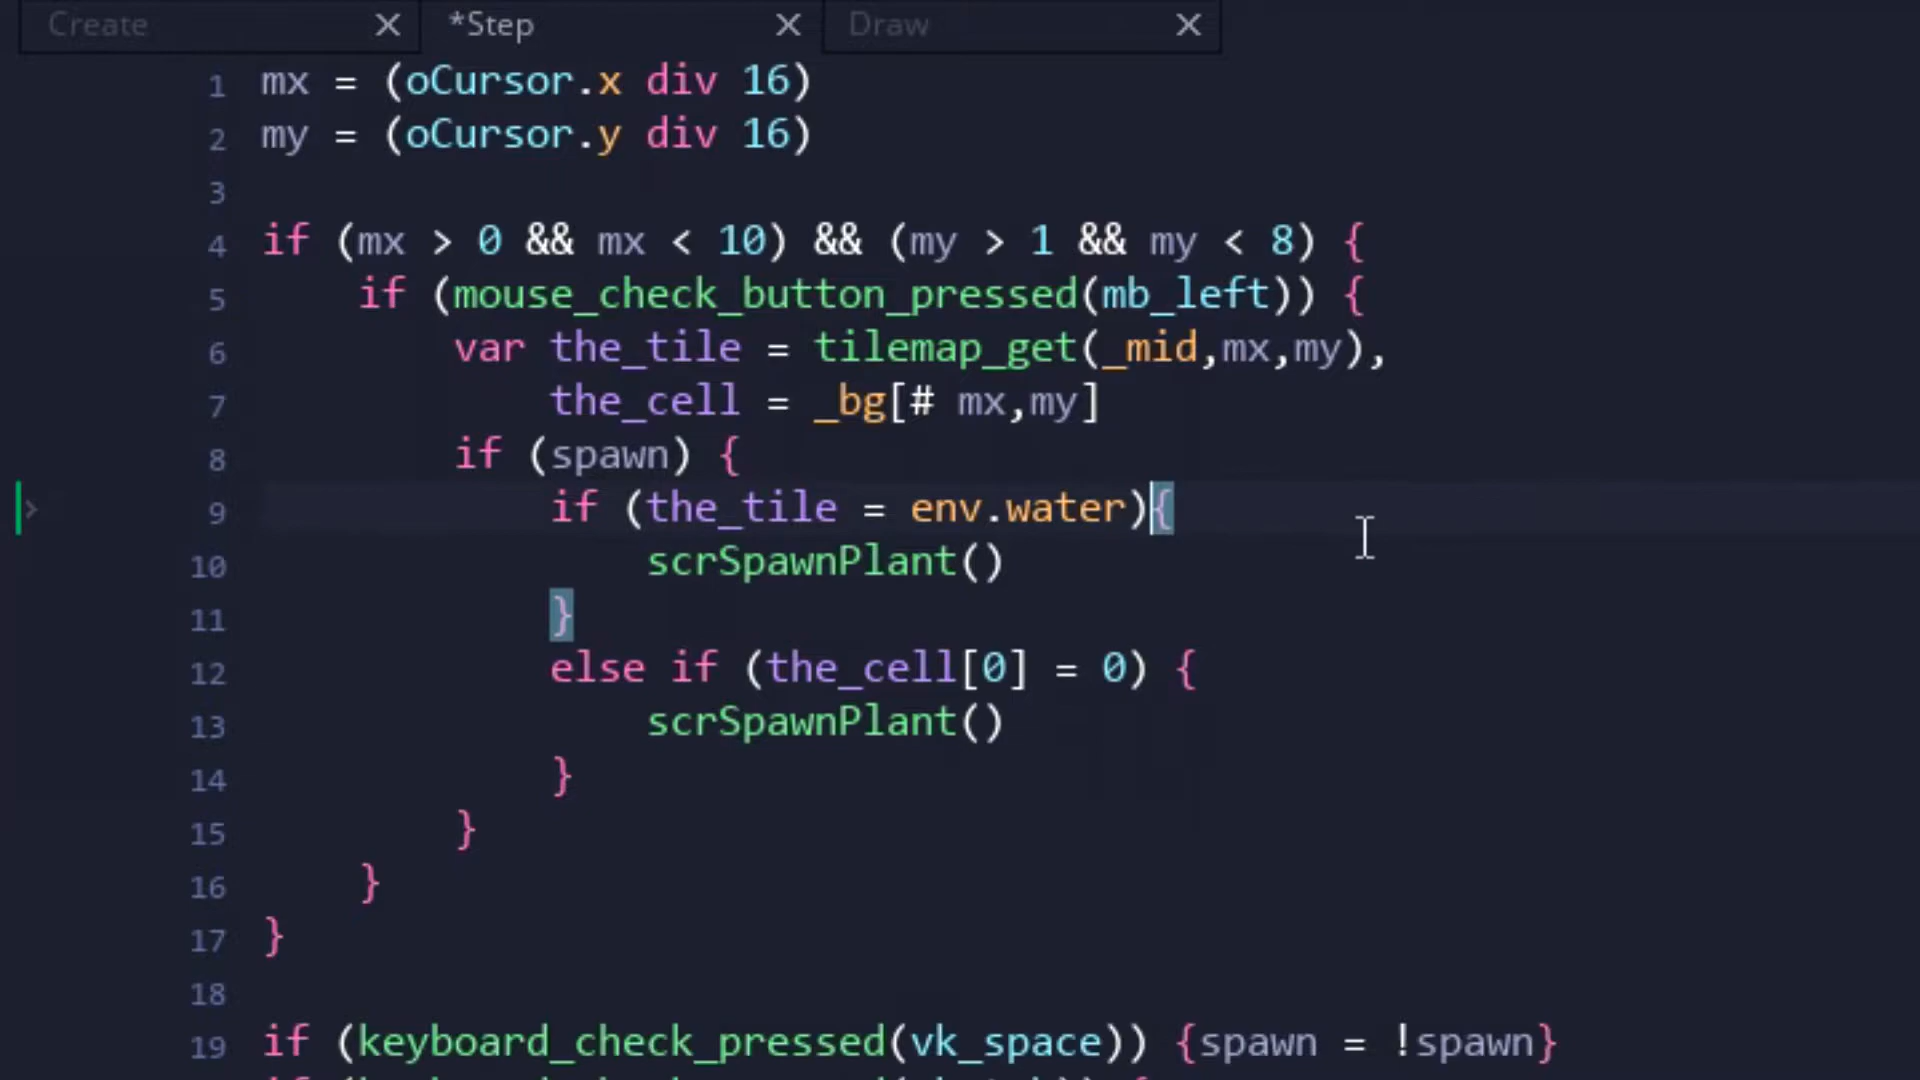 Create *Step Draw
1 mx = (oCursor.x div 16)
2 my = (oCursor.y div 16)
3
4 if (mx > 0 && mx < 10) && (my > 1 && my < 8) {
5 if (mouse_check_button_pressed(mb_left)) {
6 var the_tile = tilemap_get(_mid,mx,my),
7 the_cell = _bg[# mx,my]
8 if (spawn) {
9 if (the_tile = env.water){
10 scrSpawnPlant()
11 }
12 else if (the_cell[0] = 0) {
13 scrSpawnPlant()
14 }
15 }
16 }
17 }
18
19 if (keyboard_check_pressed(vk_space)) {spawn = !spawn}